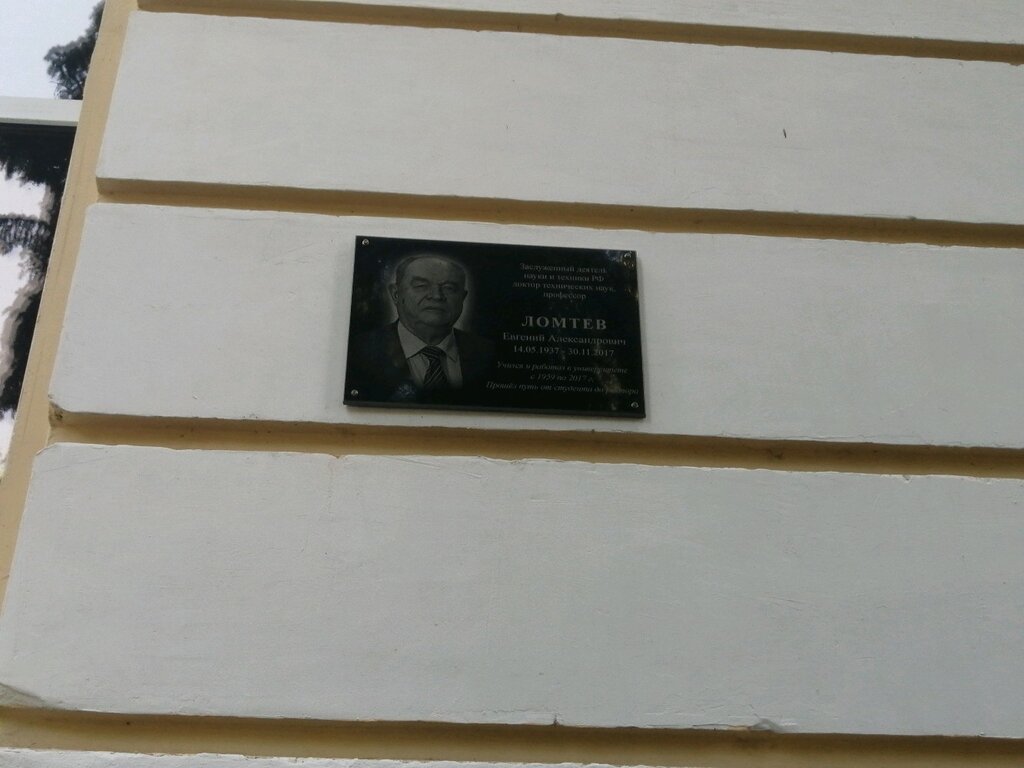 Заслуженный деятель
науки и техники РФ
доктор технических наук,
профессор
ЛОМТЕВ
Евгений Александрович
14.05.1937 - 30.11.2017
Учился и работал в университете
с 1959 по 2017 г.
Прошёл путь от студента до ректора